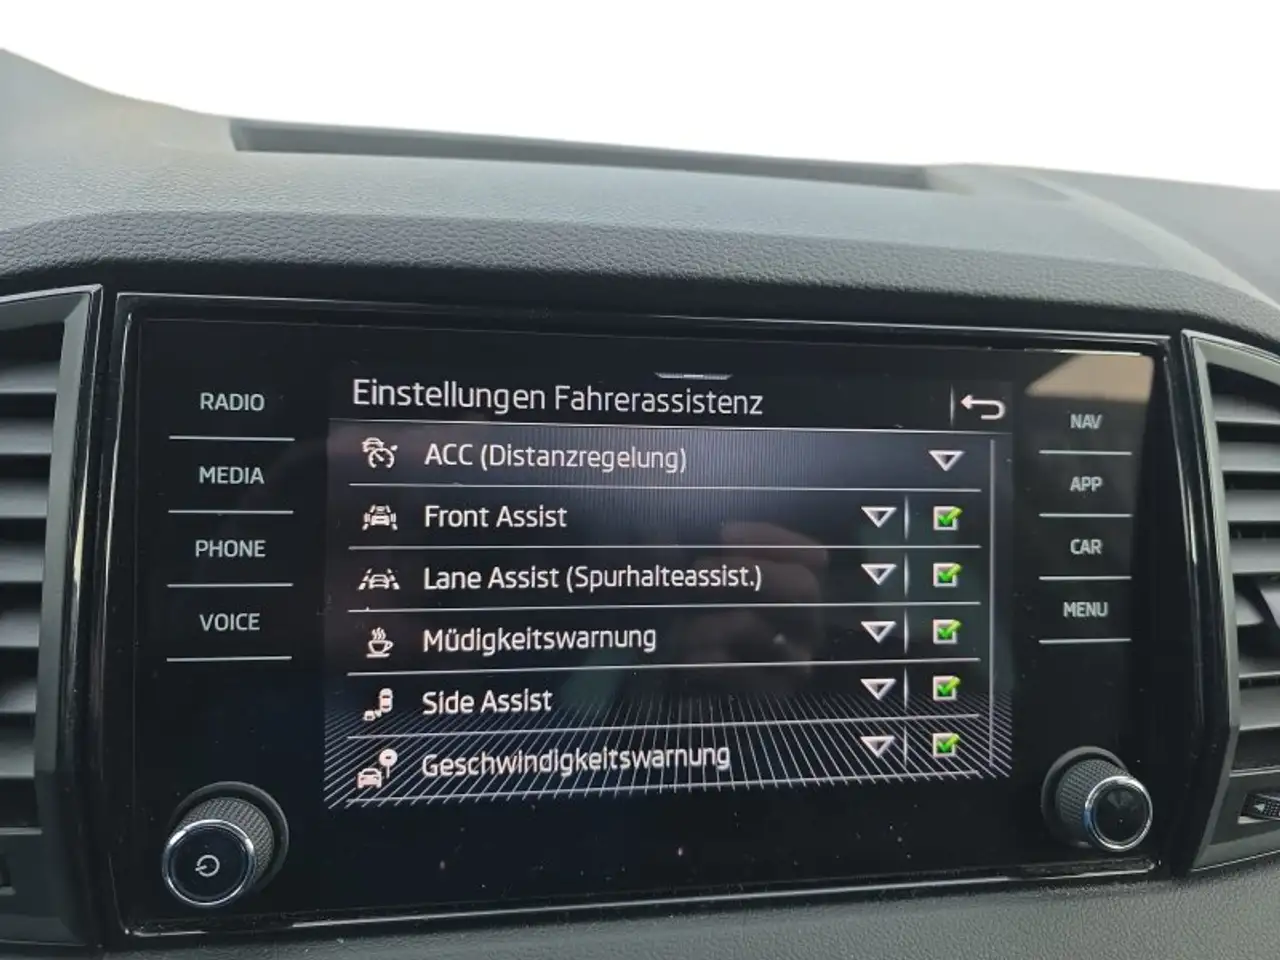 RADIO
MEDIA
PHONE
VOICE
Einstellungen Fahrerassistenz
ACC (Distanzregelung)
Front Assist
Lane Assist (Spurhalteassist.)
Müdigkeitswarnung
Side Assist
Geschwindigkeitswarnung
NAV
APP
CAR
MENU